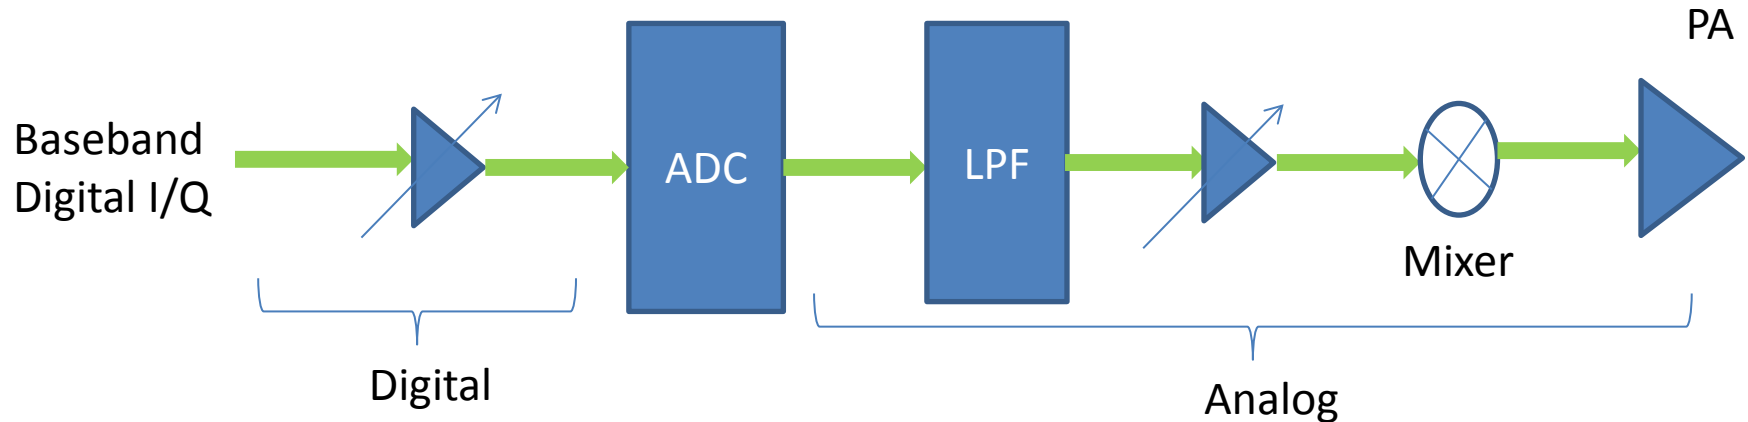 PA
Baseband
Digital I/Q
ADC
LPF
Mixer
Digital
Analog